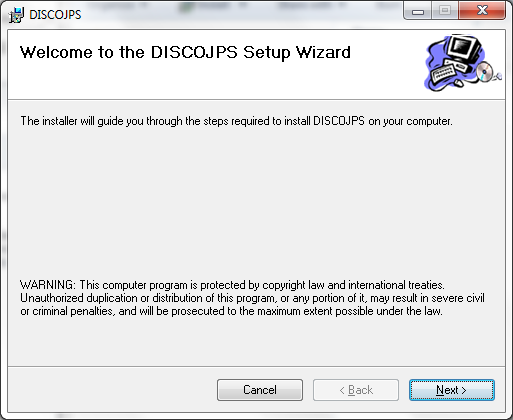 DISCOJPS
Welcome to the DISCOJPS Setup Wizard
The installer will guide you through the steps required to install DISCOJPS on your computer.
WARNING: This computer program is protected by copyright law and international treaties.
Unauthorized duplication or distribution of this program, or any portion of it, may result in severe civil
or criminal penalties, and will be prosecuted to the maximum extent possible under the law.
Cancel
< Back
Next >